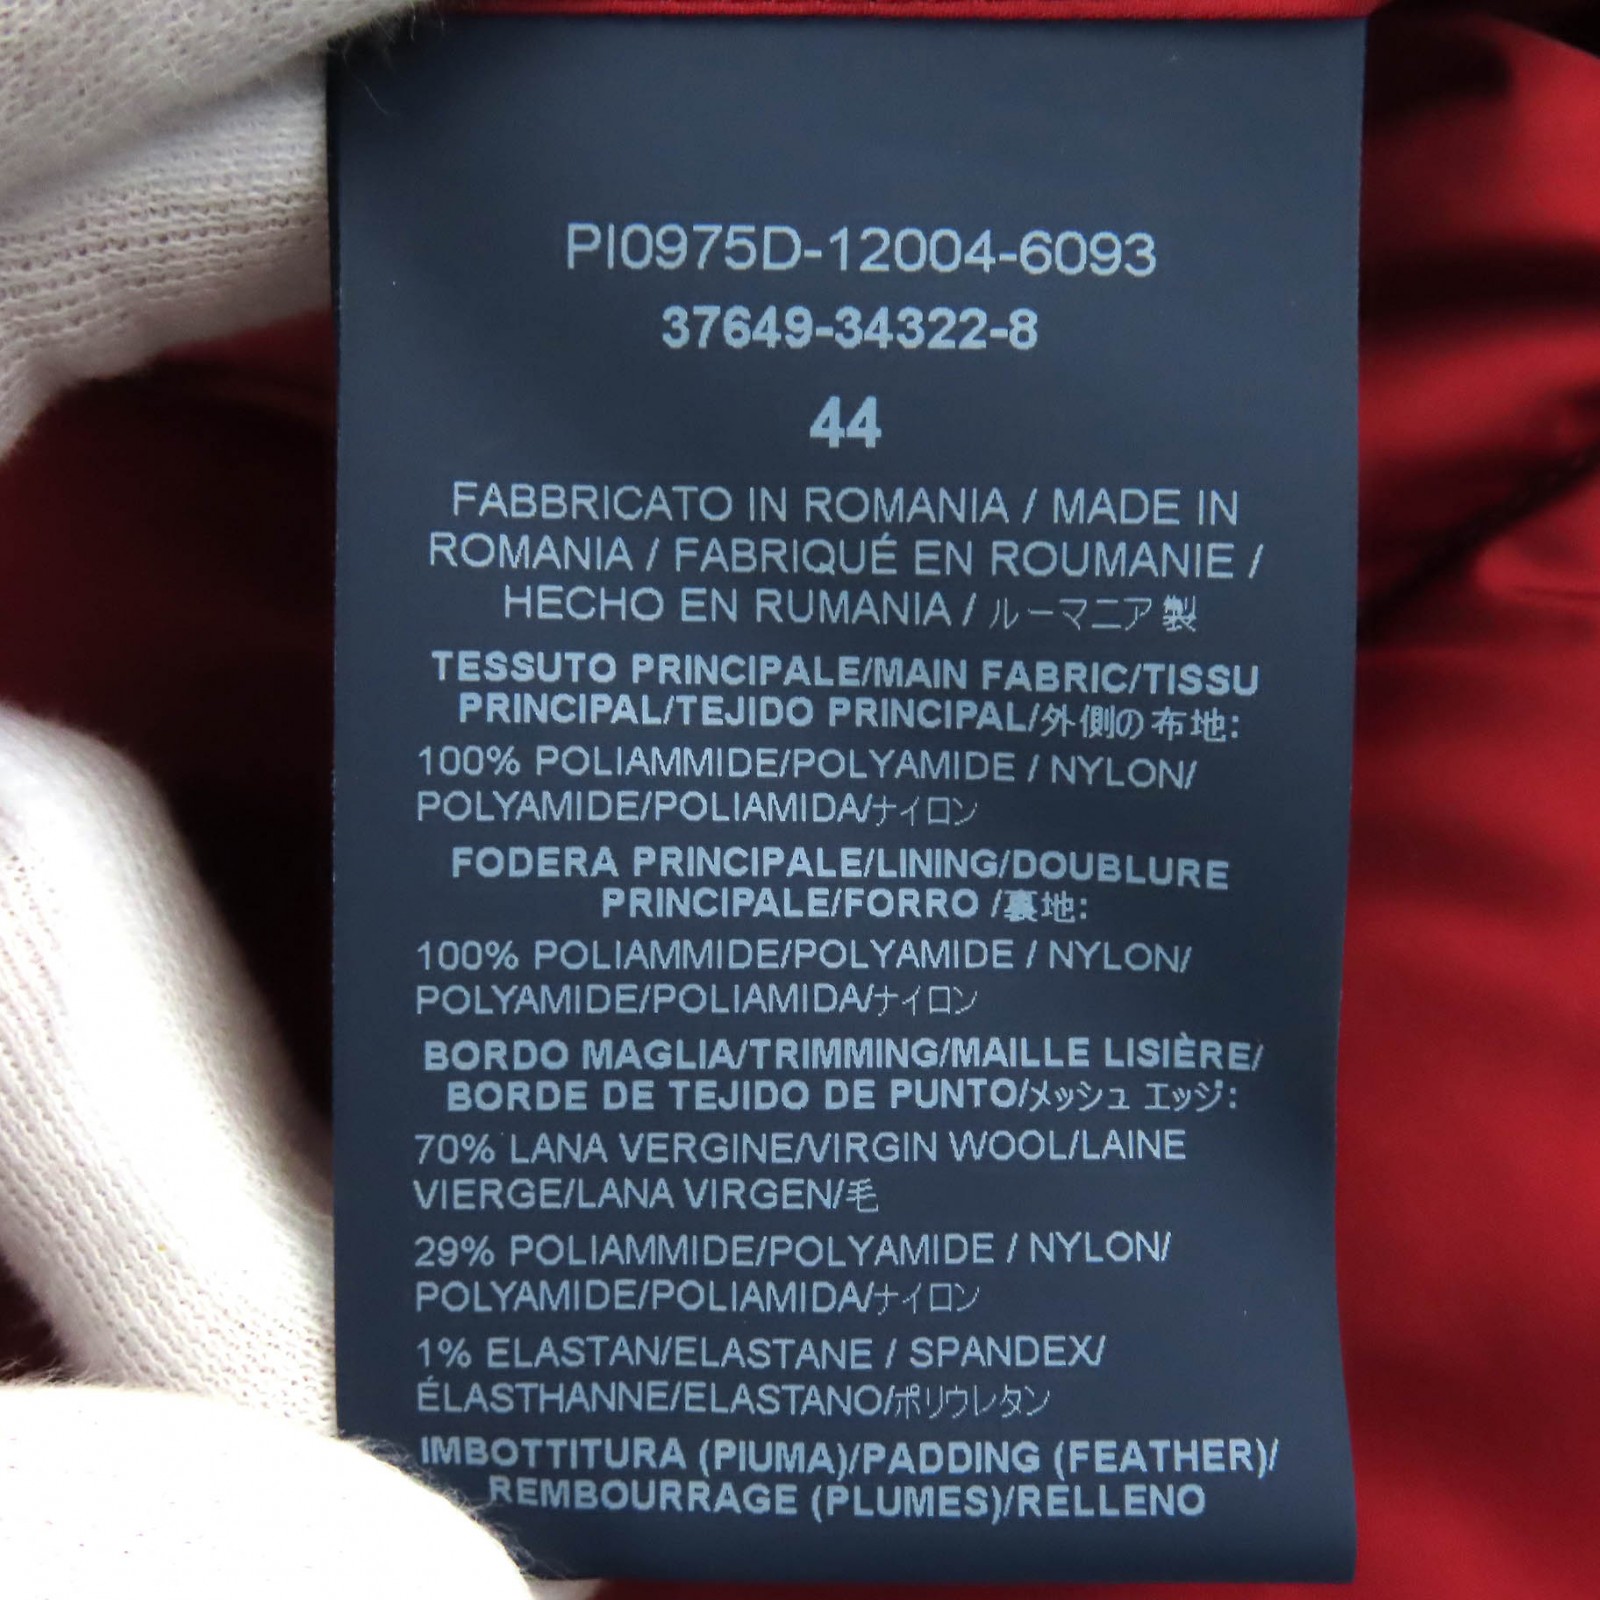 PI0975D-12004-6093
37649-34322-8
44
FABBRICATO IN ROMANIA / MADE IN
ROMANIA / FABRIQUÉ EN ROUMANIE /
HECHO EN RUMANIA / ルーマニア製
TESSUTO PRINCIPALE/MAIN FABRIC/TISSU
PRINCIPAL/TEJIDO PRINCIPAL/外側の布地:
100% POLIAMMIDE/POLYAMIDE / NYLON/
POLYAMIDE/POLIAMIDA/ナイロン
FODERA PRINCIPALE/LINING/DOUBLURE
PRINCIPALE/FORRO /裏地:
100% POLIAMMIDE/POLYAMIDE / NYLON/
POLYAMIDE/POLIAMIDA/ナイロン
BORDO MAGLIA/TRIMMING/MAILLE LISIÈRE/
BORDE DE TEJIDO DE PUNTO/メッシュ エッジ:
70% LANA VERGINE/VIRGIN WOOL/LAINE
VIERGE/LANA VIRGEN/毛
29% POLIAMMIDE/POLYAMIDE / NYLON/
POLYAMIDE/POLIAMIDA/ナイロン
1% ELASTAN/ELASTANE / SPANDEX/
ÉLASTHANNE/ELASTANO/ポリウレタン
IMBOTTITURA (PIUMA)/PADDING (FEATHER)/
REMBOURRAGE (PLUMES)/RELLENO